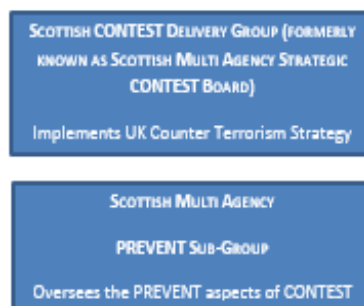 SCOTTISH CONTEST DELIVERY GROUP (FORMERLY
KNOWN AS SCOTTISH MULTI AGENCY STRATEGIC
CONTEST BOARD)
Implements UK Counter Terrorism Strategy
SCOTTISH MULTI AGENCY
PREVENT SUB-GROUP
Oversees the PREVENT aspects of CONTEST